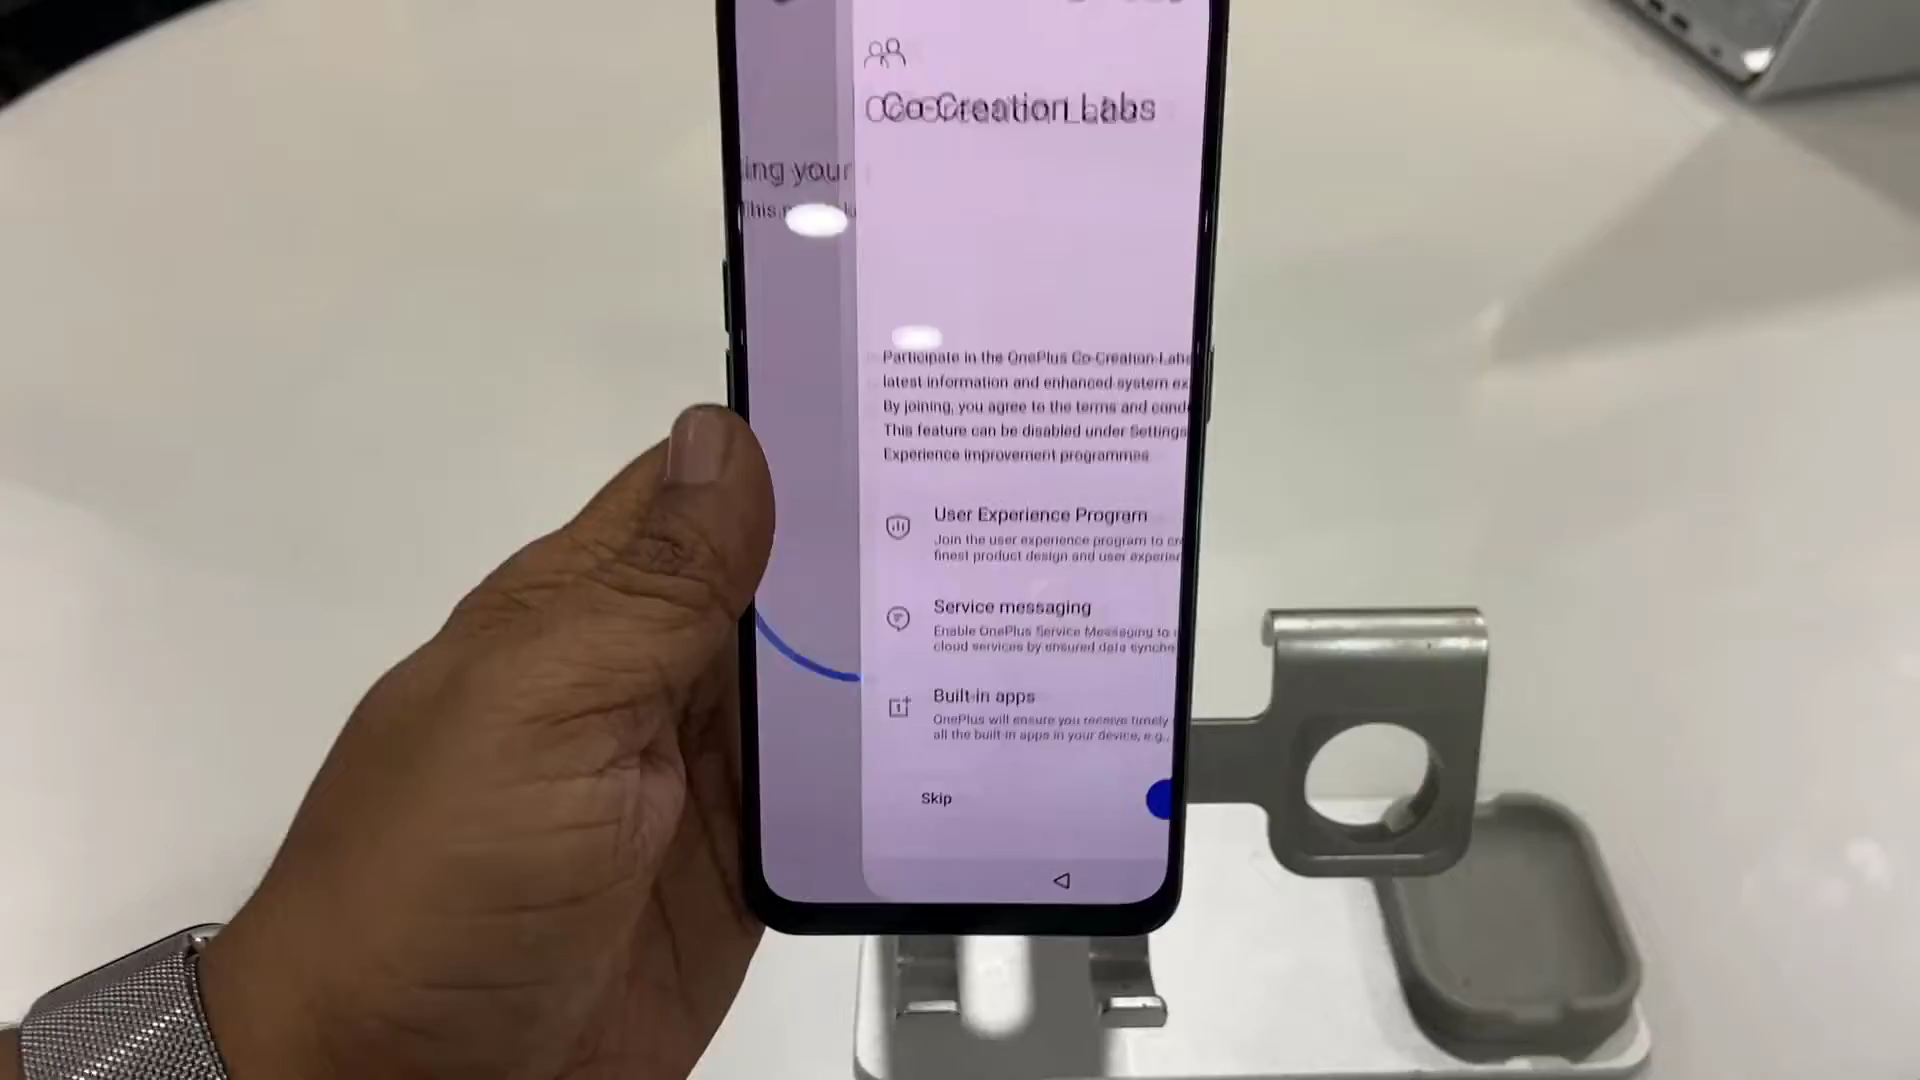 Co-Creation Labs
ing your
This
Participate in the OnePlus Co-Creation Labs
latest information and enhanced system ex
By joining, you agree to the terms and cond
This feature can be disabled under Settings
Experience improvement programmes
User Experience Program
Join the user experience program to cre
finest product design and user experien
Service messaging
Enable OnePlus Service Messaging to
cloud services by ensured data synchr
Built-in apps
OnePlus will ensure you receive timely
all the built-in apps in your device, e.g.,
Skip